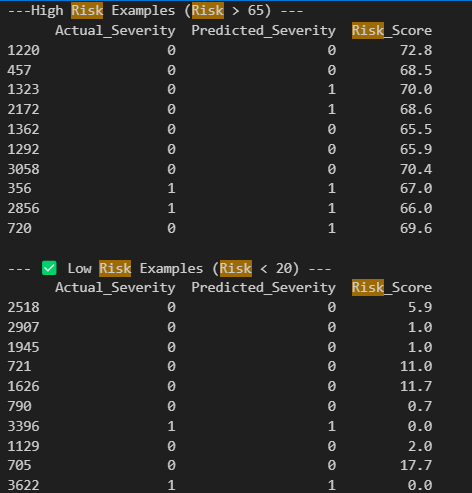 ---High Risk Examples (Risk > 65) ---
Actual_Severity Predicted_Severity Risk_Score
1220 0 0 72.8
457 0 0 68.5
1323 0 1 70.0
2172 0 1 68.6
1362 0 0 65.5
1292 0 0 65.9
3058 0 0 70.4
356 1 1 67.0
2856 1 1 66.0
720 0 1 69.6
--- ✅ Low Risk Examples (Risk < 20) ---
Actual_Severity Predicted_Severity Risk_Score
2518 0 0 5.9
2907 0 0 1.0
1945 0 0 1.0
721 0 0 11.0
1626 0 0 11.7
790 0 0 0.7
3396 1 1 0.0
1129 0 0 2.0
705 0 0 17.7
3622 1 1 0.0